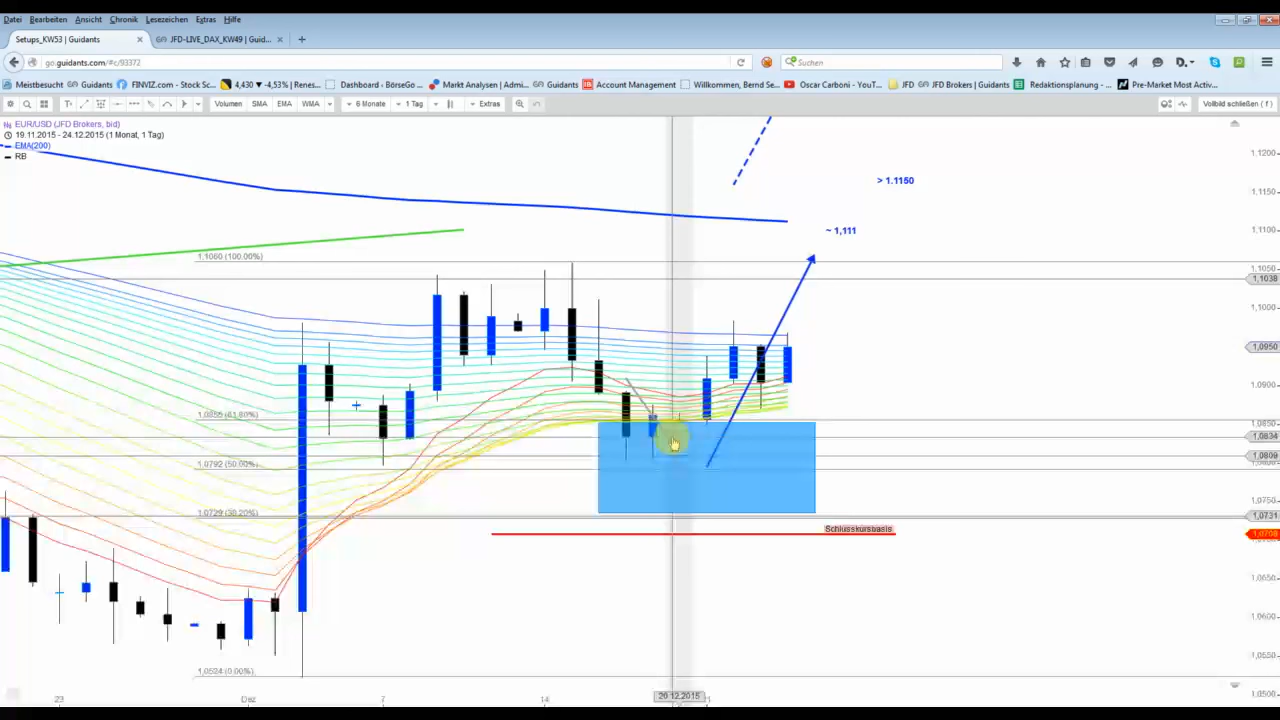 Datei Bearbeiten Ansicht Chronik Lesezeichen Extras Hilfe
Setups_KW53 | Guidants
JFD-LIVE_DAX_KW49 | Guid...
go.guidants.com/#c/93372
Suchen
Meistbesucht Guidants FINVIZ.com - Stock Sc... 4,430 ▼ -4,53% | Renes... Dashboard - BörseGo ... Markt Analysen | Admi... Guidants Account Management Willkommen, Bernd Se... Oscar Carboni - YouT... JFD JFD Brokers | Guidants Redaktionsplanung - ... Pre-Market Most Activ...
Volumen SMA EMA WMA 6 Monate 1 Tag Extras Vollbild schließen ( f )
EUR/USD (JFD Brokers, bid)
19.11.2015 - 24.12.2015 (1 Monat, 1 Tag)
EMA(200)
RB
1,1200
> 1.1150
1,1150
~ 1,111
1,1100
1,1060 (100.00%)
1,1050
1,1038
1,1000
1,0950
1,0900
1,0855 (61.80%)
1,0850
1,0834
1,0809
1,0792 (50.00%)
1,0750
1,0729 (38.20%)
1,0731
Schlusskursbasis
1,0650
1,0600
1,0550
1,0524 (0.00%)
1,0500
23 Dez 7 14 20.12.2015